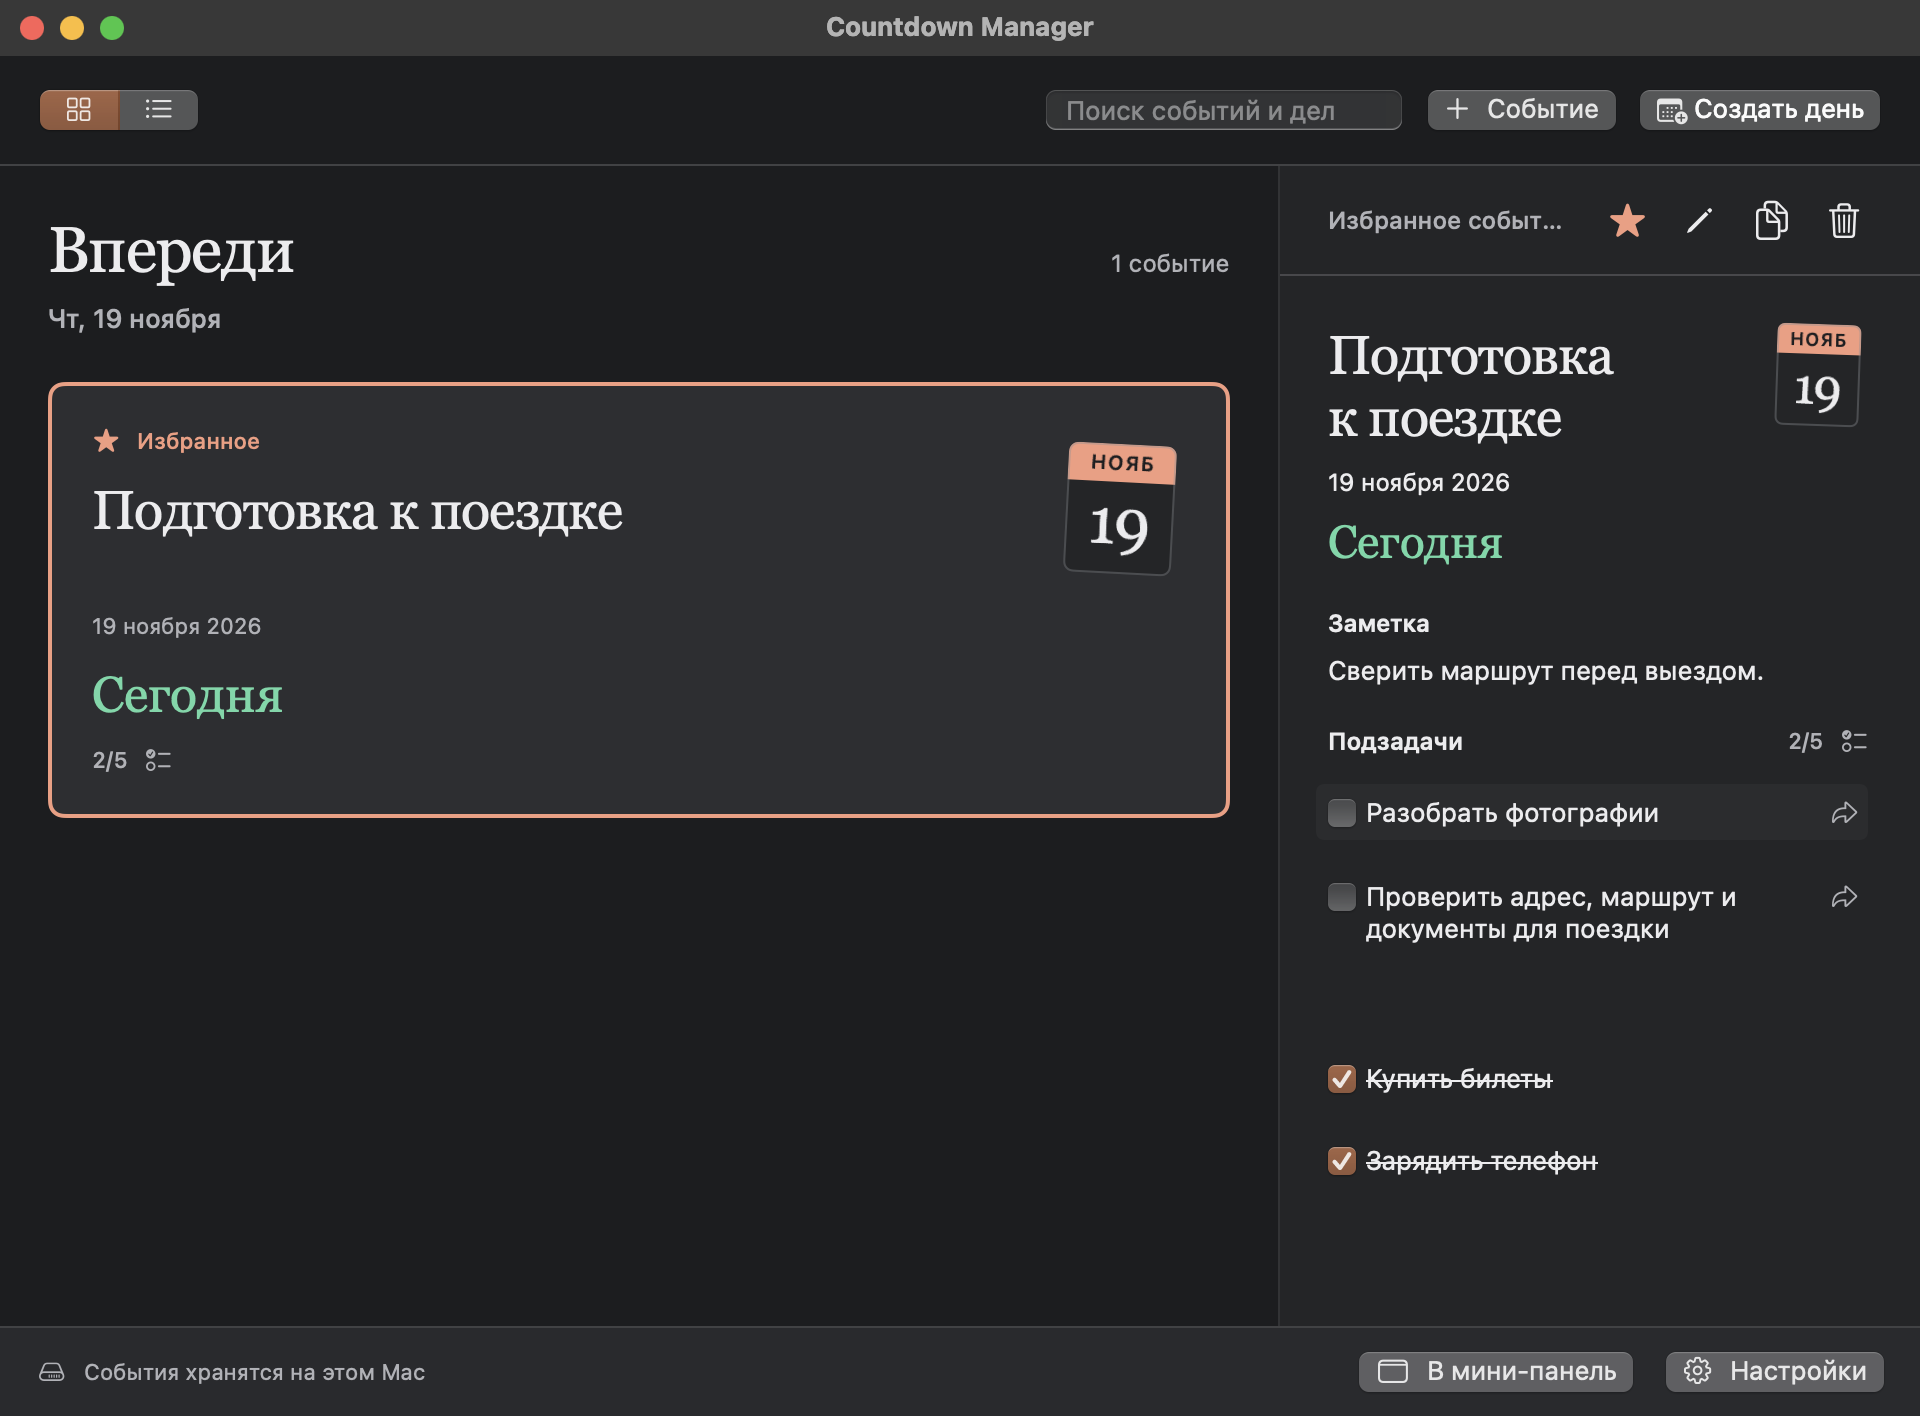 Countdown Manager
Поиск событий и дел
Событие
Создать день
Впереди
1 событие
Чт, 19 ноября
Избранное
Подготовка к поездке
НОЯБ
19
19 ноября 2026
Сегодня
2/5
Избранное событ...
Подготовка
к поездке
НОЯБ
19
19 ноября 2026
Сегодня
Заметка
Сверить маршрут перед выездом.
Подзадачи
2/5
Разобрать фотографии
Проверить адрес, маршрут и
документы для поездки
Купить билеты
Зарядить телефон
События хранятся на этом Mac
В мини-панель
Настройки